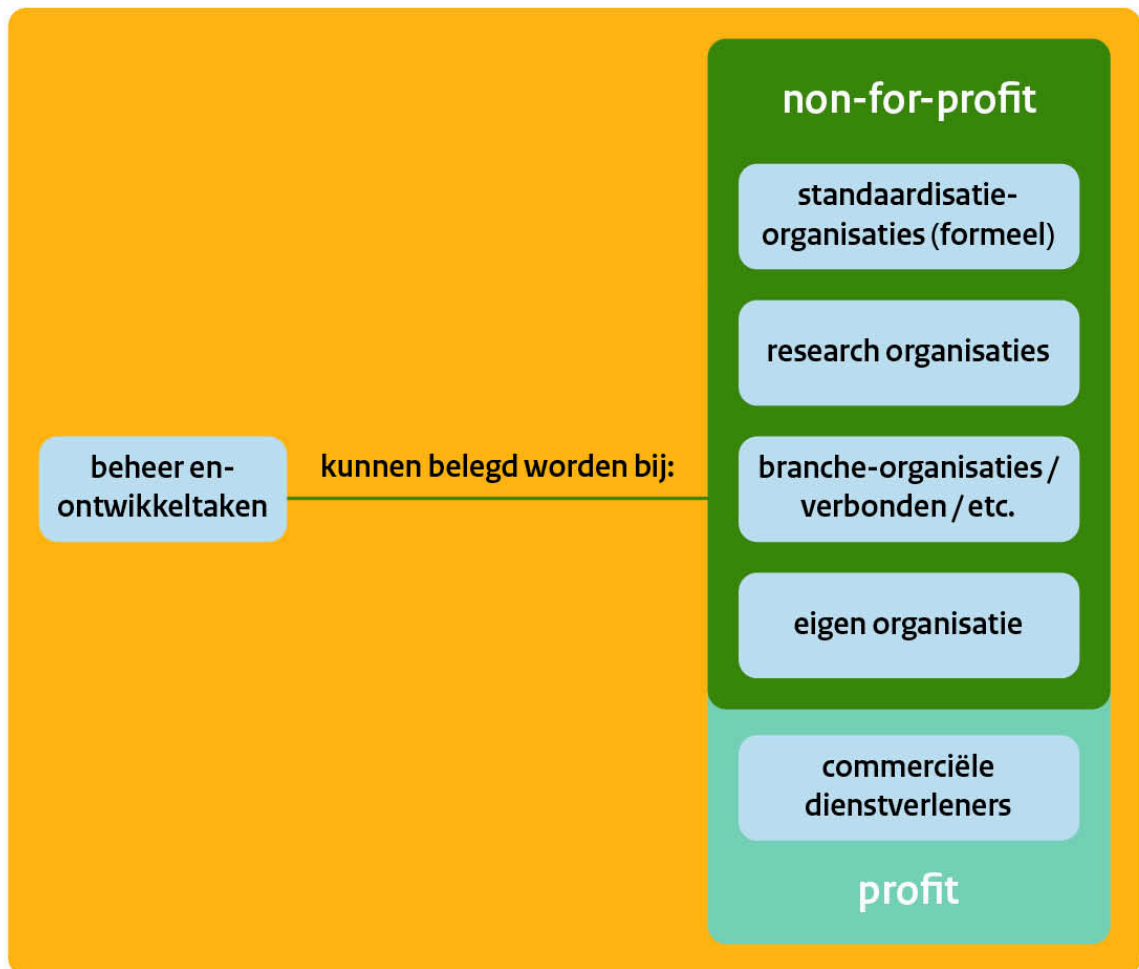 non-for-profit
standaardisatie-
organisaties (formeel)
research organisaties
beheer en-
ontwikkeltaken
kunnen belegd worden bij:
branche-organisaties /
verbonden / etc.
eigen organisatie
commerciële
dienstverleners
profit